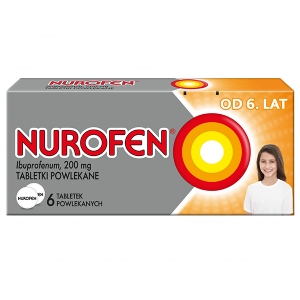 OD 6. LAT
NUROFEN®
Ibuprofenum, 200 mg
TABLETKI POWLEKANE
NUROFEN
6 TABLETEK
POWLEKANYCH